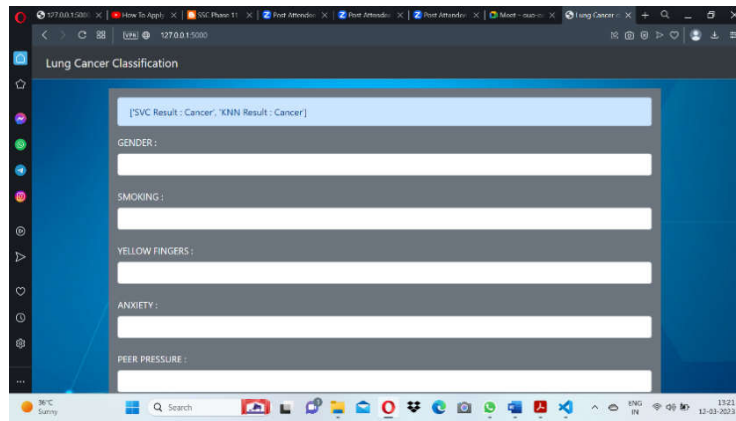 127.0.0.1:5000
How To Apply
SSC Phase 11
Post Attendee
Post Attendee
Post Attendee
Meet -
Lung Cancer
VPN 127.0.0.1:5000
Lung Cancer Classification
['SVC Result : Cancer', 'KNN Result : Cancer']
GENDER :
SMOKING :
YELLOW FINGERS :
ANXIETY :
PEER PRESSURE :
36°C
Sunny
Search
ENG
IN
13:21
12-03-2023